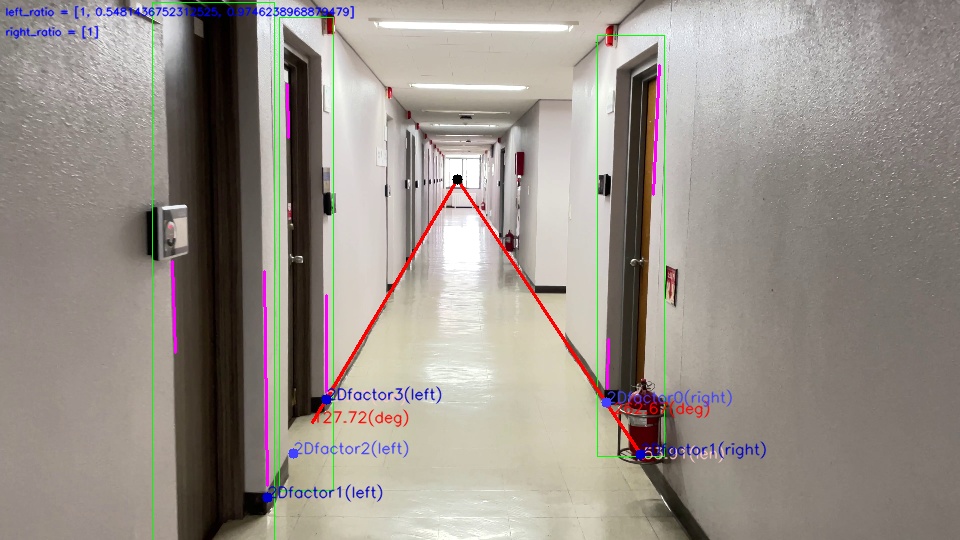 left_ratio = [1, 0.5481436752313525, 0.9746238968879479]
right_ratio = [1]
2Dfactor3(left)
2Dfactor0(right)
127.72(deg)
2Dfactor2(left)
2Dfactor1(right)
2Dfactor1(left)